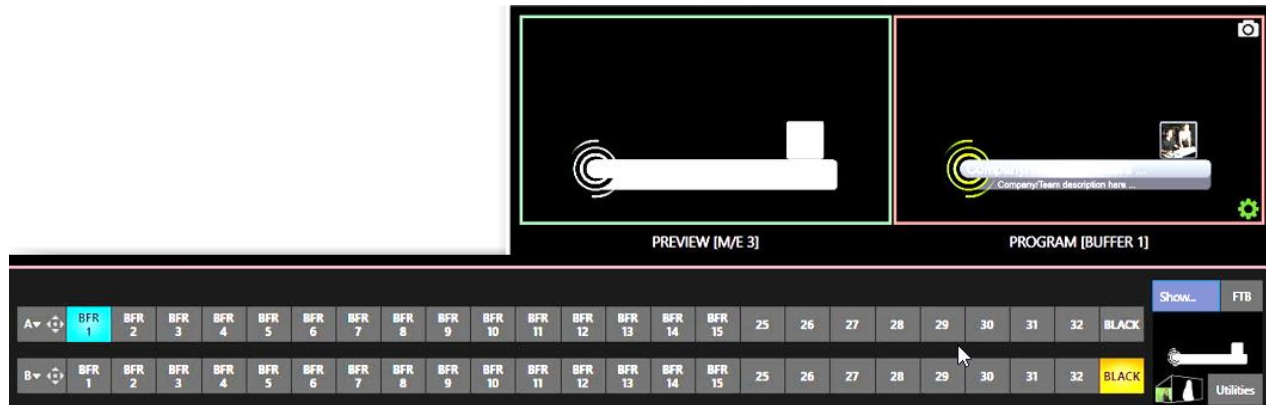 Company/Team description here ...
PREVIEW [M/E 3]
PROGRAM [BUFFER 1]
Show...
FTB
A BFR 1 BFR 2 BFR 3 BFR 4 BFR 5 BFR 6 BFR 7 BFR 8 BFR 9 BFR 10 BFR 11 BFR 12 BFR 13 BFR 14 BFR 15 25 26 27 28 29 30 31 32 BLACK
B BFR 1 BFR 2 BFR 3 BFR 4 BFR 5 BFR 6 BFR 7 BFR 8 BFR 9 BFR 10 BFR 11 BFR 12 BFR 13 BFR 14 BFR 15 25 26 27 28 29 30 31 32 BLACK
Utilities